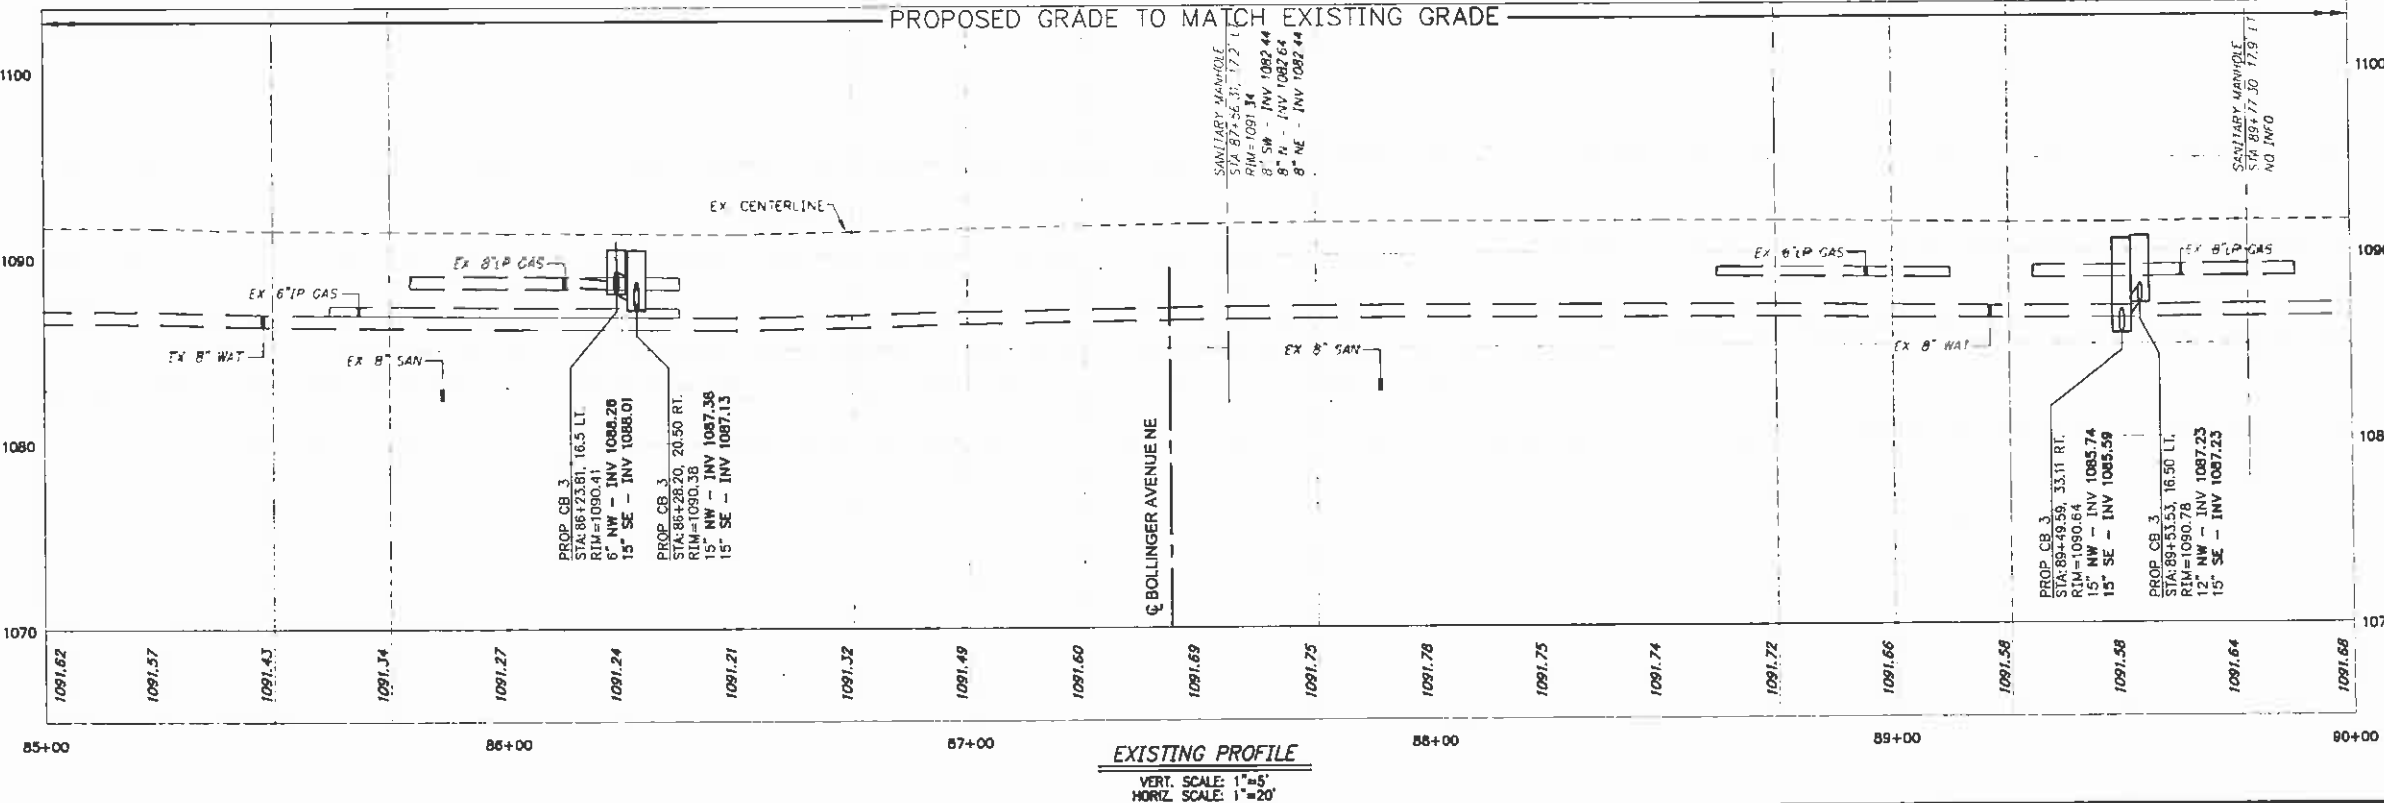 PROPOSED GRADE TO MATCH EXISTING GRADE
1100
1100
1090
1090
1080
1070
SANITARY MANHOLE
RIM=1091.34
8" SW - INV 1082.44
8" N - INV 1082.64
8" NE - INV 1082.44
SANITARY MANHOLE
STA 89+77.30 17.9' LT
NO INFO
EX. CENTERLINE
EX 8"LP GAS
EX 6"IP GAS
EX 8" WAT
EX 8" SAN
EX 8" SAN
EX 6"LP GAS
EX 8"LP GAS
EX 8" WAT
PROP CB 3
STA:86+23.81, 16.5 LT.
RIM=1090.41
6" NW - INV 1088.26
15" SE - INV 1088.01
PROP CB 3
STA:86+28.20, 20.50 RT.
RIM=1090.38
15" NW - INV 1087.38
15" SE - INV 1087.13
℄ BOLLINGER AVENUE NE
PROP CB 3
STA:89+49.59, 33.11 RT.
RIM=1090.64
15" NW - INV 1085.74
15" SE - INV 1085.59
PROP CB 3
STA:89+53.53, 16.50 LT.
RIM=1090.78
12" NW - INV 1087.23
15" SE - INV 1087.23
1091.62
1091.57
1091.43
1091.34
1091.27
1091.24
1091.21
1091.32
1091.49
1091.60
1091.69
1091.75
1091.78
1091.75
1091.74
1091.72
1091.66
1091.58
1091.58
1091.64
1091.68
85+00
86+00
87+00
88+00
89+00
90+00
EXISTING PROFILE
VERT. SCALE: 1"=5'
HORIZ. SCALE: 1"=20'